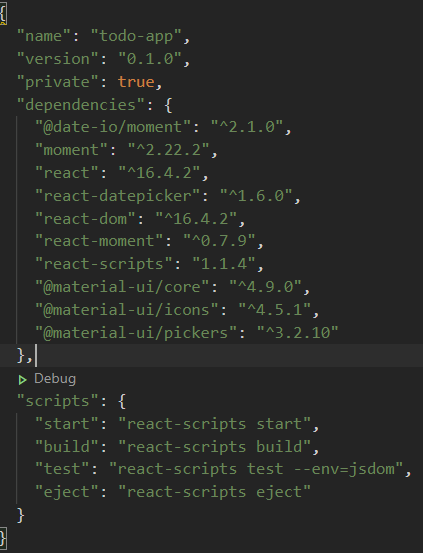 {
"name": "todo-app",
"version": "0.1.0",
"private": true,
"dependencies": {
"@date-io/moment": "^2.1.0",
"moment": "^2.22.2",
"react": "^16.4.2",
"react-datepicker": "^1.6.0",
"react-dom": "^16.4.2",
"react-moment": "^0.7.9",
"react-scripts": "1.1.4",
"@material-ui/core": "^4.9.0",
"@material-ui/icons": "^4.5.1",
"@material-ui/pickers": "^3.2.10"
},
Debug
"scripts": {
"start": "react-scripts start",
"build": "react-scripts build",
"test": "react-scripts test --env=jsdom",
"eject": "react-scripts eject"
}
}